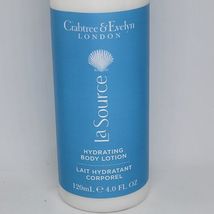 Crabtree & Evelyn
LONDON
La Source
HYDRATING
BODY LOTION
LAIT HYDRATANT
CORPOREL
120mL e 4.0 FL OZ